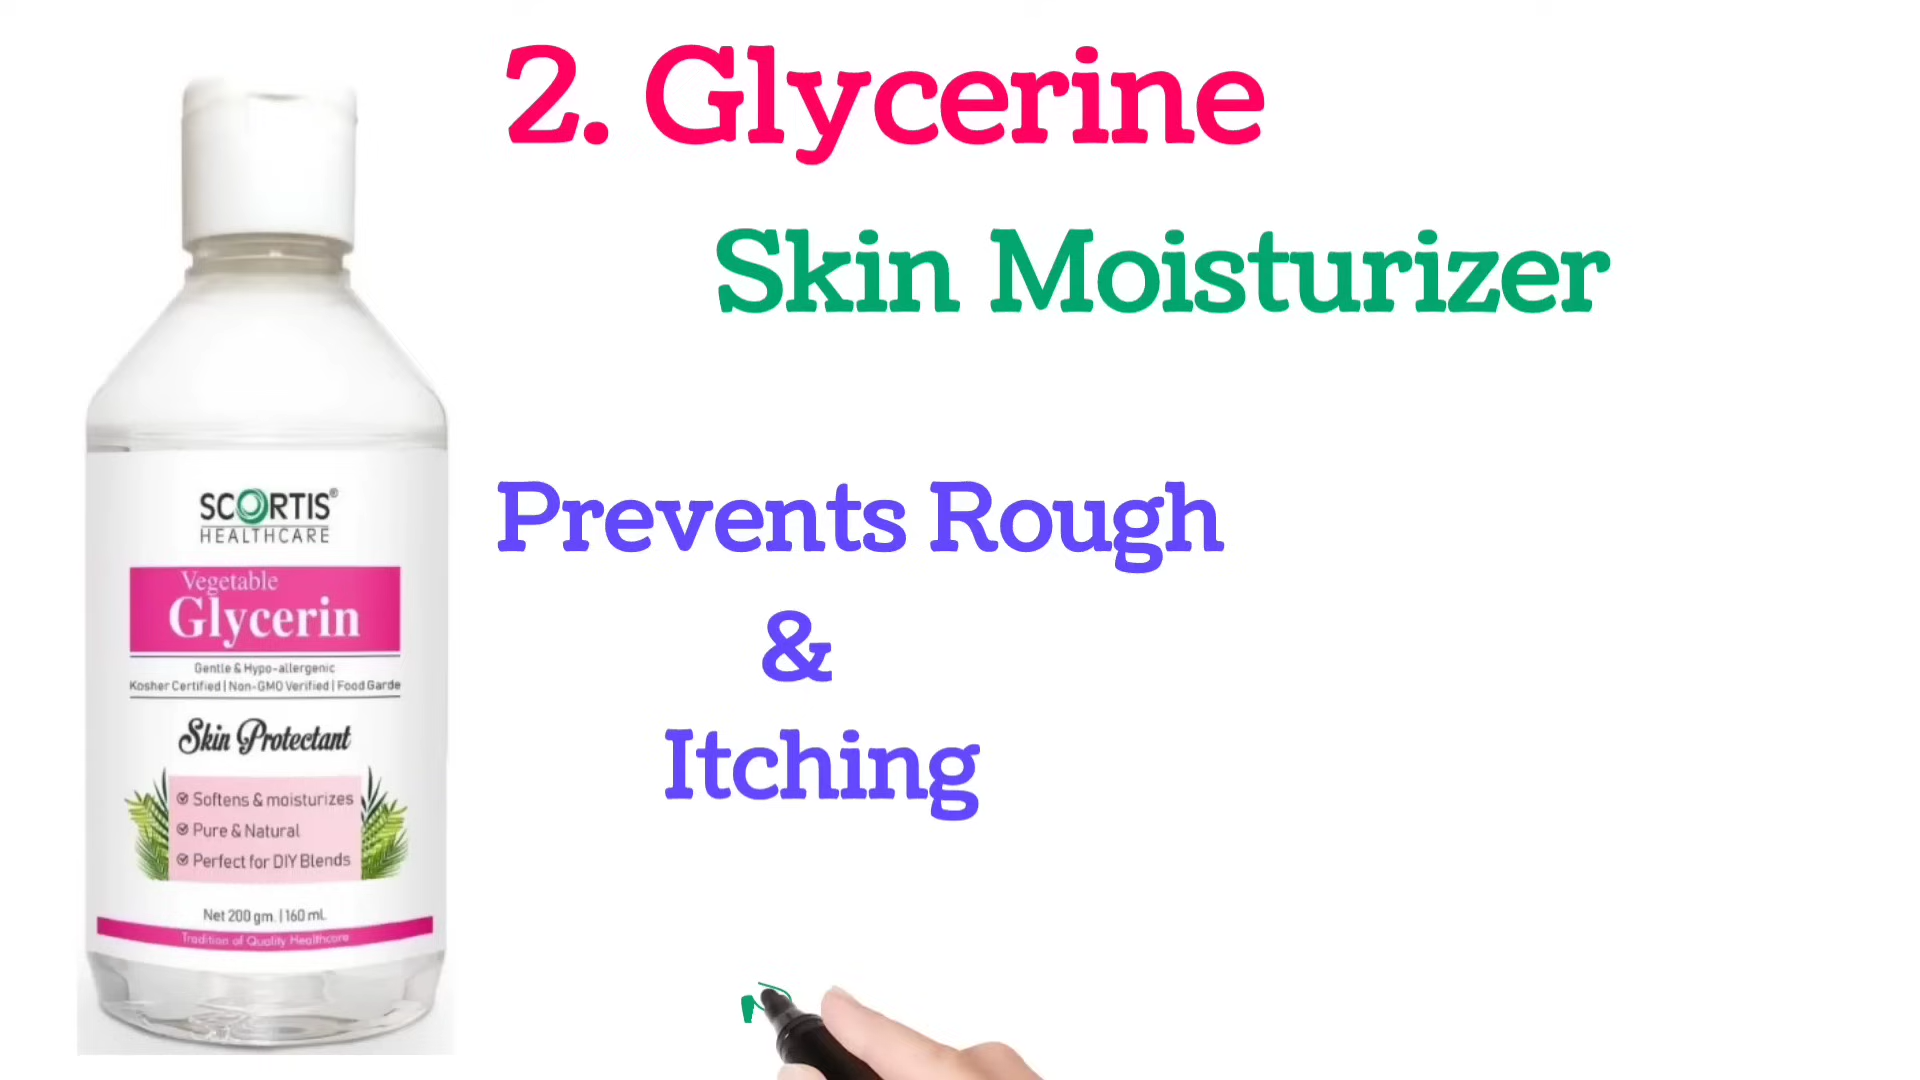 2. Glycerine
Skin Moisturizer
Prevents Rough
&
Itching
SCORTIS®
HEALTHCARE
Vegetable
Glycerin
Gentle & Hypo-allergenic
Kosher Certified | Non-GMO Verified | Food Garde
Skin Protectant
Softens & moisturizes
Pure & Natural
Perfect for DIY Blends
Net 200 gm. | 160 mL
Tradition of Quality Healthcare